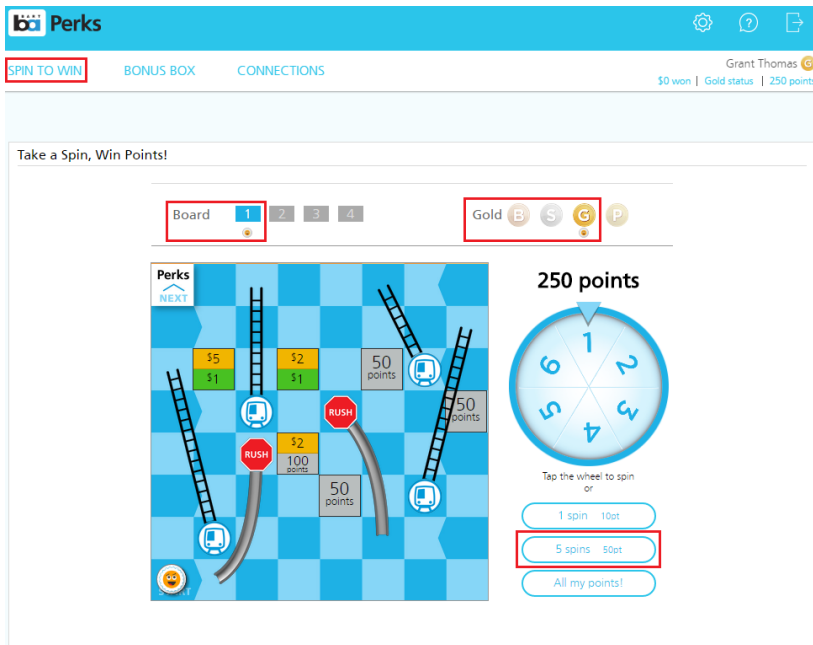 BART
ba Perks
SPIN TO WIN BONUS BOX CONNECTIONS
Grant Thomas G
$0 won | Gold status | 250 points
Take a Spin, Win Points!
Board 1 2 3 4
Gold B S G P
Perks
NEXT
250 points
$5
$1
$2
$1
50
points
50
points
RUSH
RUSH
$2
100
points
50
points
START
1
2
3
4
5
6
Tap the wheel to spin
or
1 spin 10pt
5 spins 50pt
All my points!